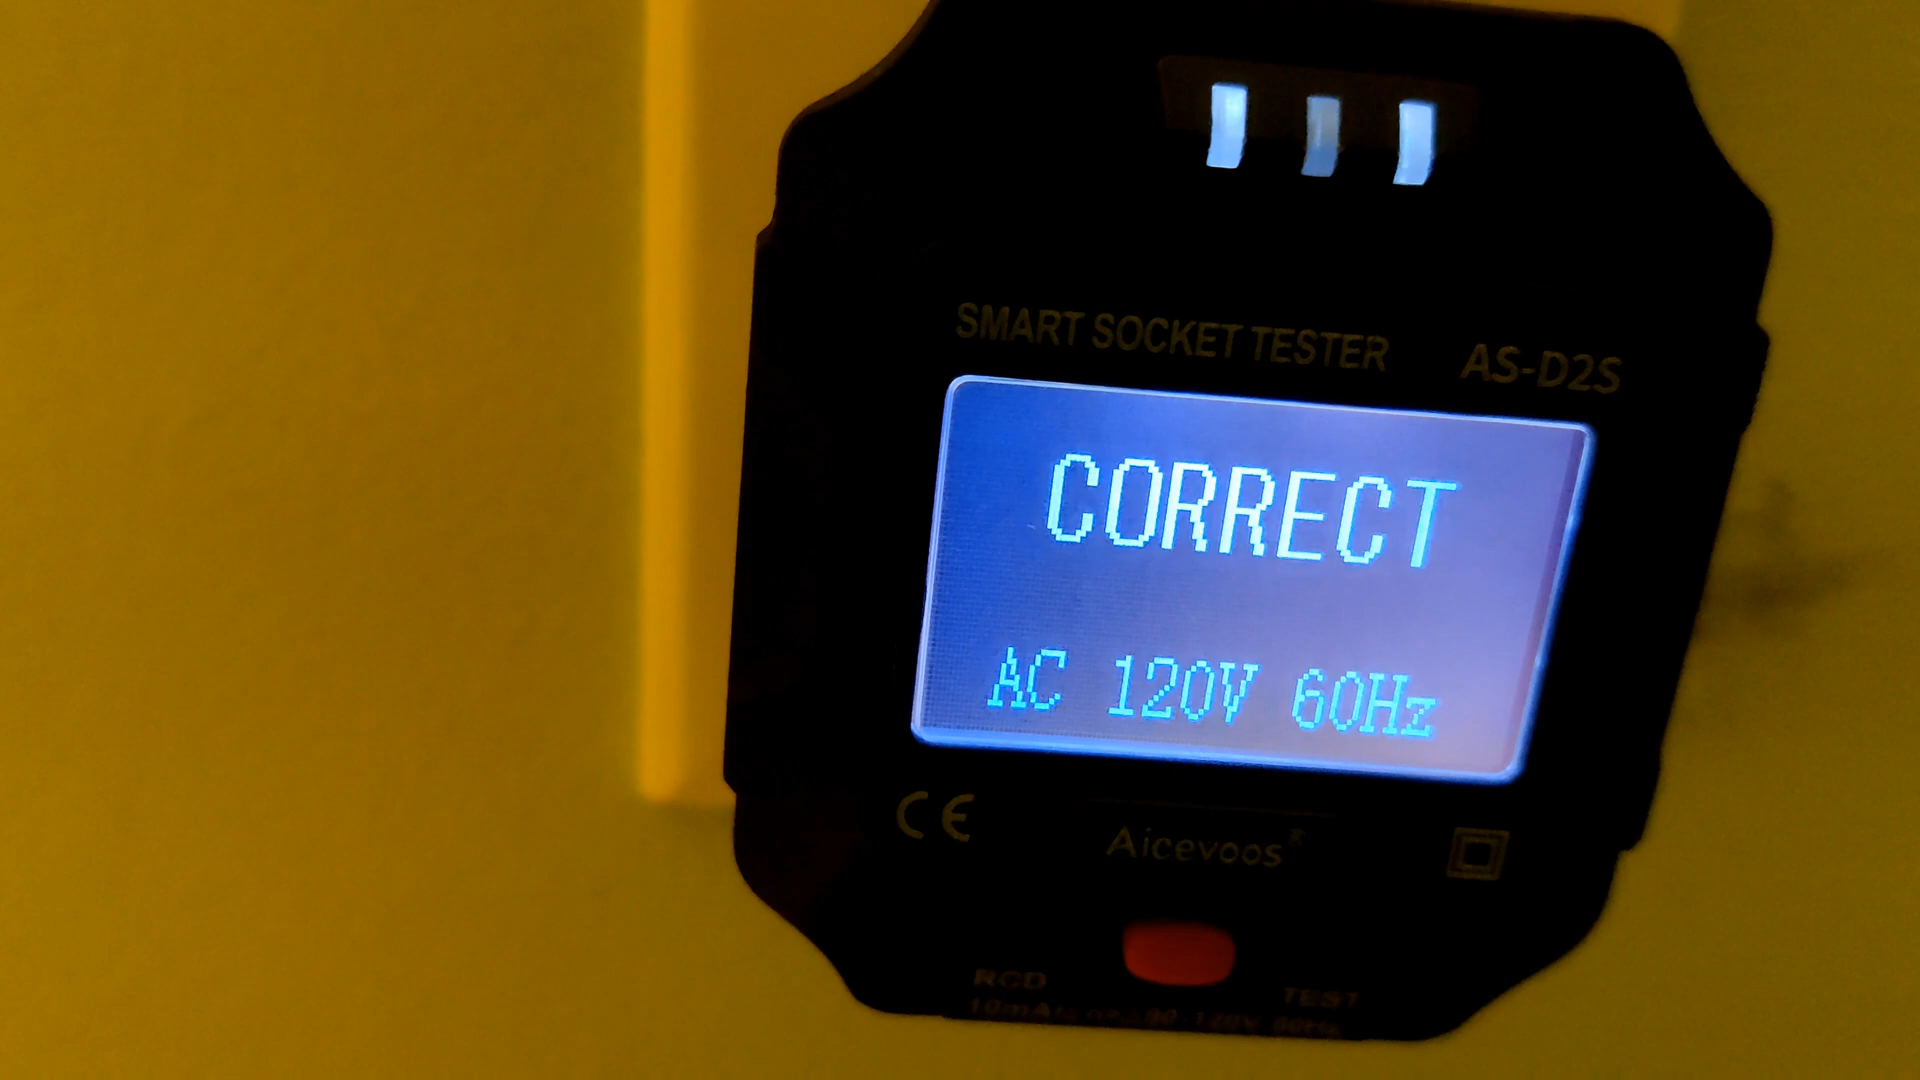 SMART SOCKET TESTER AS-D2S
CORRECT
AC 120V 60Hz
CE Aicevoos®
RCD TEST